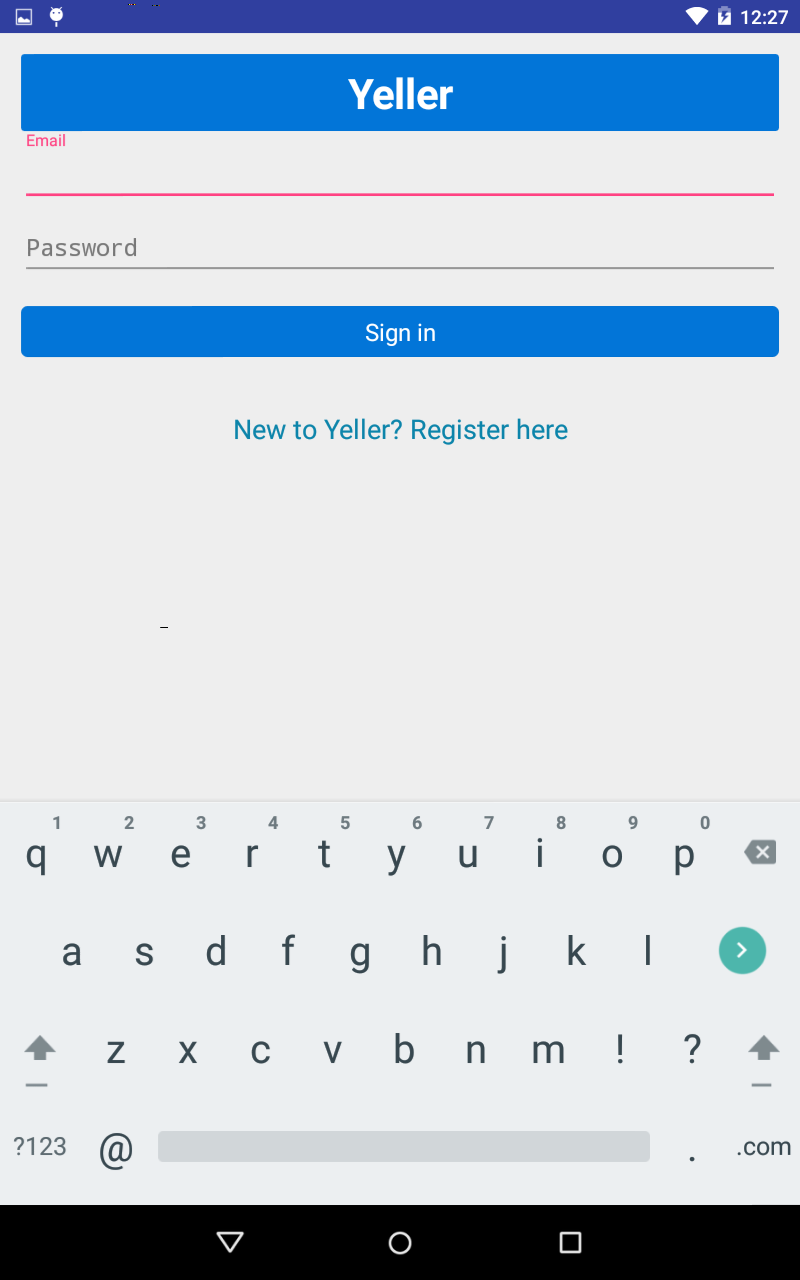 12:27
Yeller
Email
Password
Sign in
New to Yeller? Register here
1 2 3 4 5 6 7 8 9 0
q w e r t y u i o p
a s d f g h j k l
z x c v b n m ! ?
?123 @ . .com